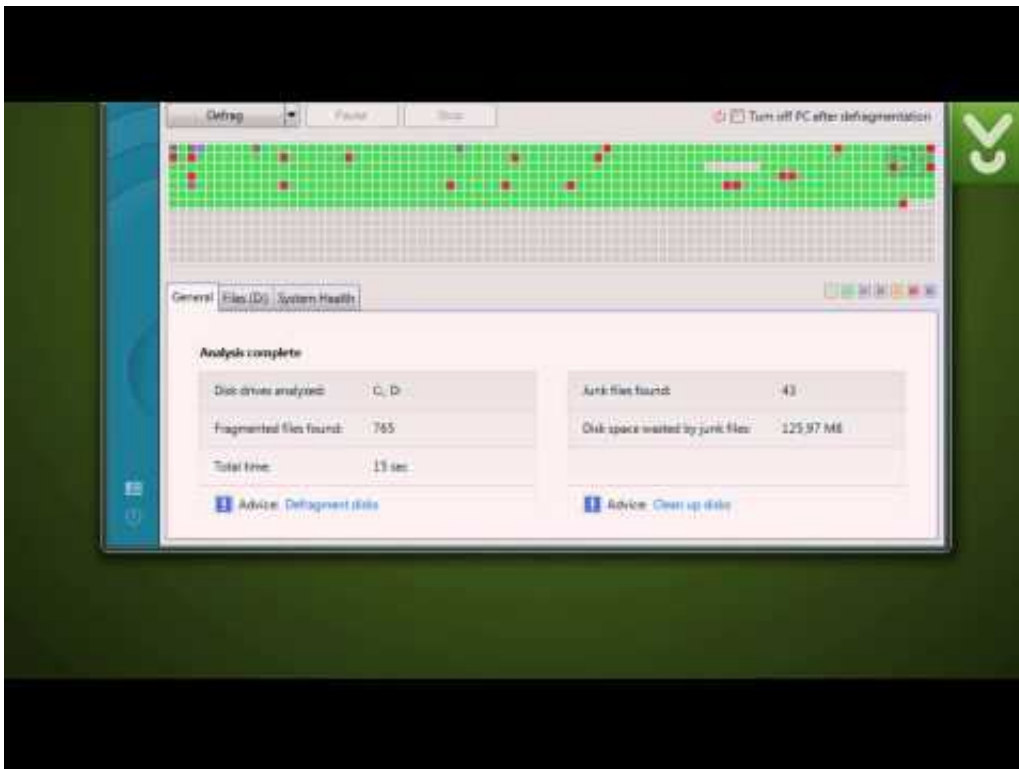 Defrag
Pause
Stop
Turn off PC after defragmentation
General
Files (D:)
System Health
Analysis complete
Disk drives analyzed: C, D
Fragmented files found: 765
Total time: 15 sec
Advice: Defragment disks
Junk files found: 43
Disk space wasted by junk files: 125,97 MB
Advice: Clean up disks